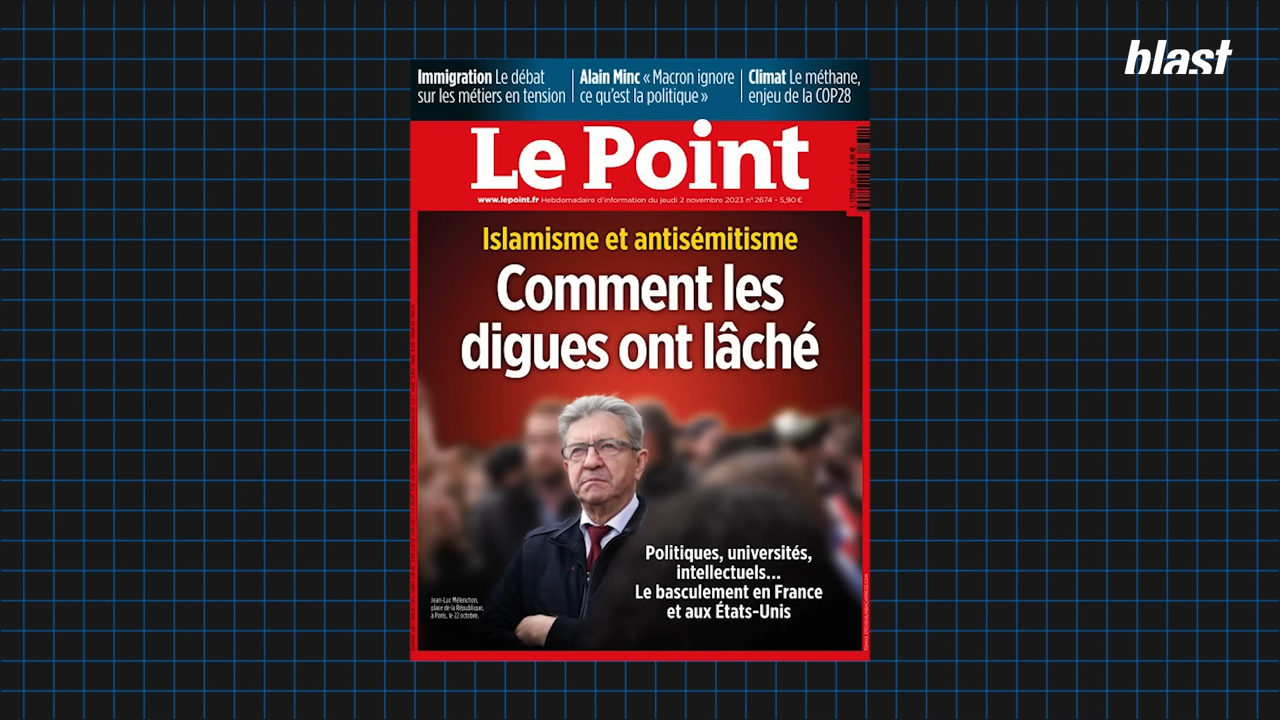 blast
Immigration Le débat
sur les métiers en tension
Alain Minc « Macron ignore
ce qu'est la politique »
Climat Le méthane,
enjeu de la COP28
Le Point
www.lepoint.fr Hebdomadaire d'information du jeudi 2 novembre 2023 n° 2674 - 5,90 €
Islamisme et antisémitisme
Comment les
digues ont lâché
Politiques, universités,
intellectuels...
Le basculement en France
et aux États-Unis
Jean-Luc Mélenchon,
place de la République,
à Paris, le 22 octobre.